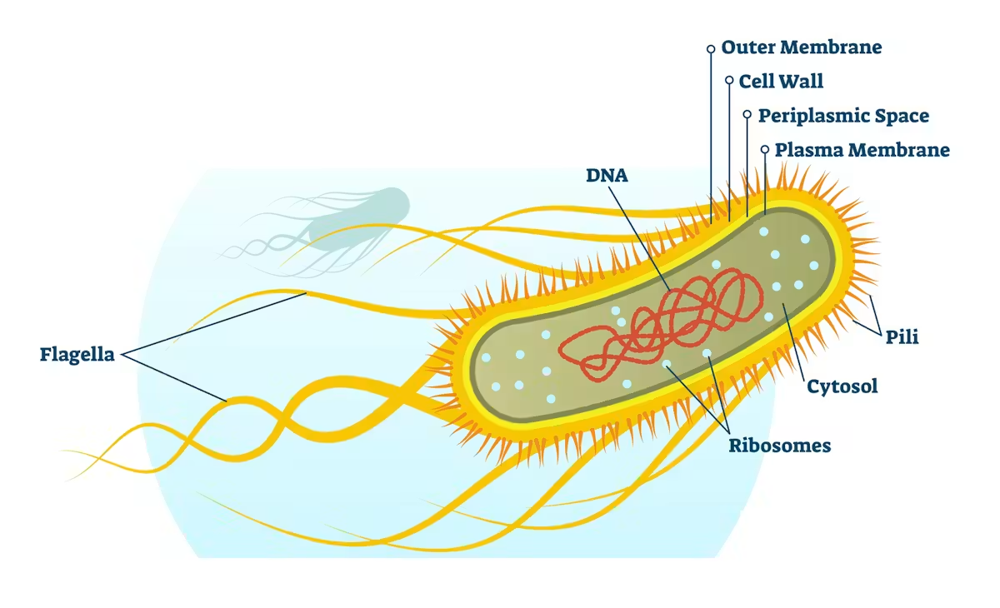 Outer Membrane
Cell Wall
Periplasmic Space
Plasma Membrane
DNA
Pili
Flagella
Cytosol
Ribosomes